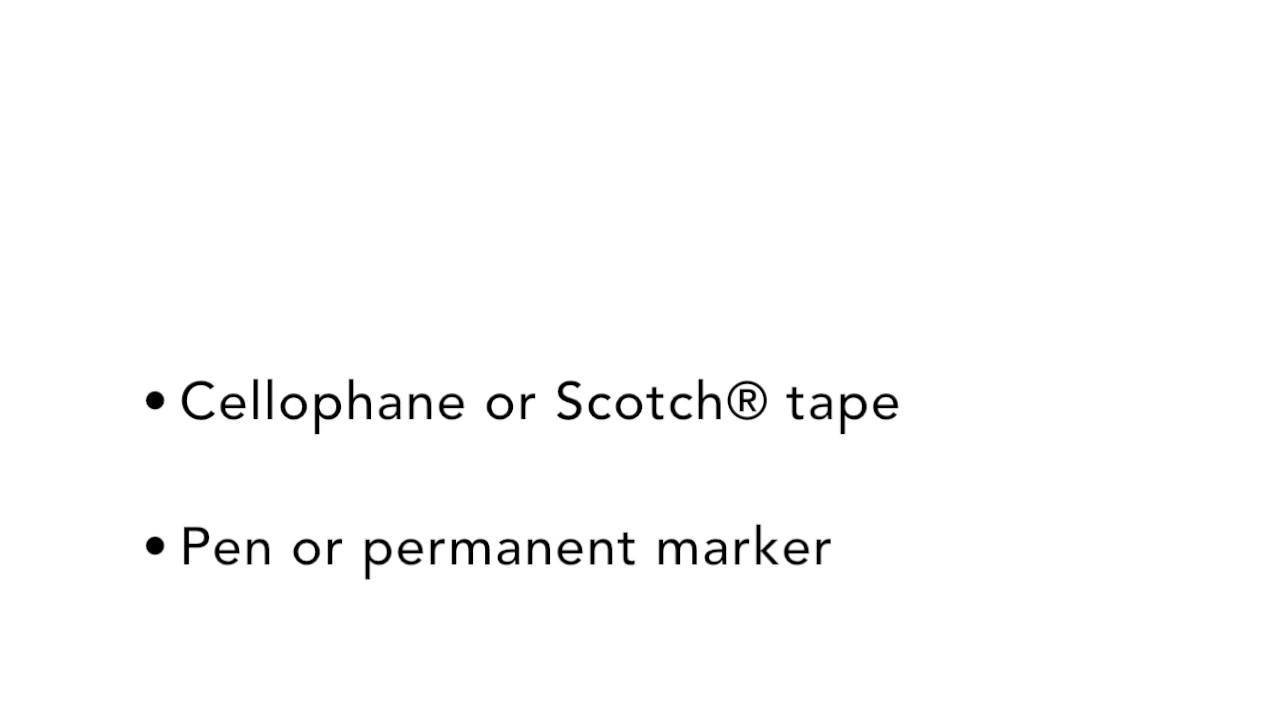 • Cellophane or Scotch® tape
• Pen or permanent marker